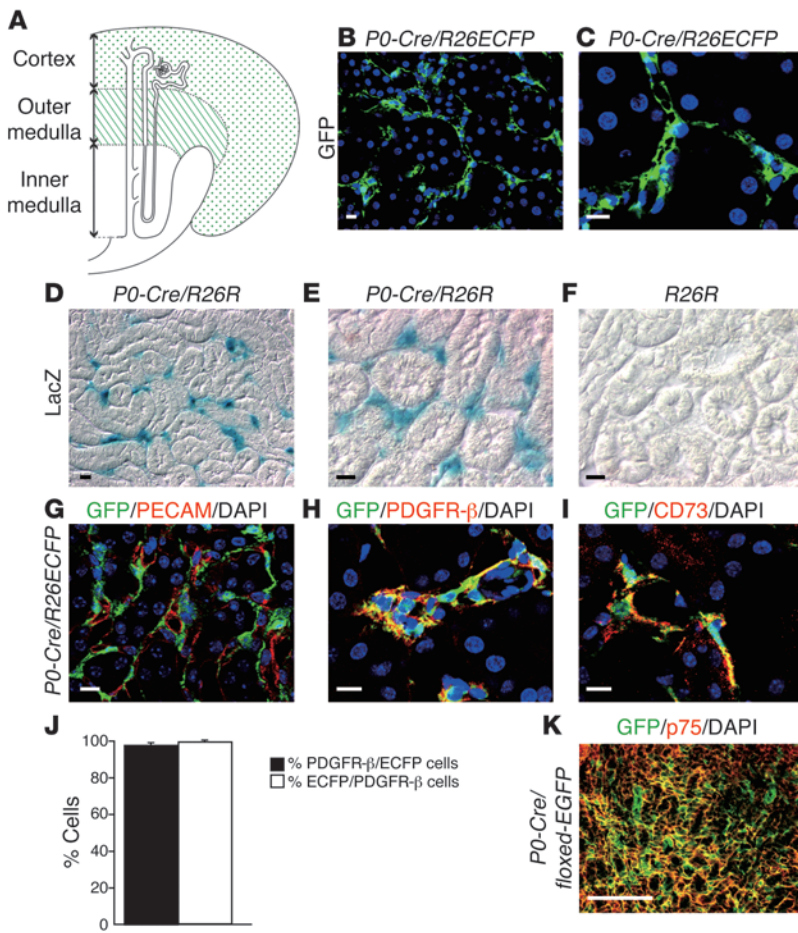 A
Cortex
Outer
medulla
Inner
medulla
B P0-Cre/R26ECFP
C P0-Cre/R26ECFP
GFP
D P0-Cre/R26R
E P0-Cre/R26R
F R26R
LacZ
G GFP/PECAM/DAPI
H GFP/PDGFR-β/DAPI
I GFP/CD73/DAPI
P0-Cre/R26ECFP
J
% Cells
100
80
60
40
20
0
% PDGFR-β/ECFP cells
% ECFP/PDGFR-β cells
K GFP/p75/DAPI
P0-Cre/
floxed-EGFP